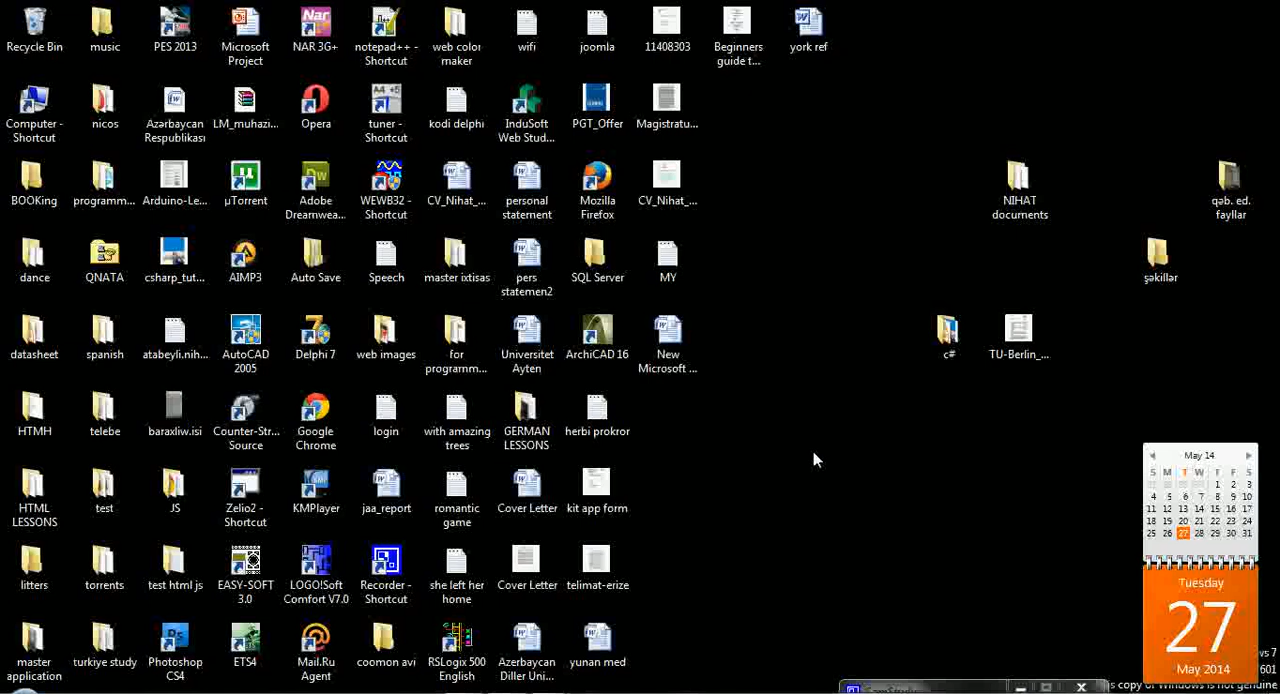 Recycle Bin
music
PES 2013
Microsoft
Project
NAR 3G+
notepad++ -
Shortcut
web color
maker
wifi
joomla
11408303
Beginners
guide t...
york ref
Computer -
Shortcut
nicos
Azərbaycan
Respublikası
LM_muhazi...
Opera
tuner -
Shortcut
kodi delphi
InduSoft
Web Stud...
PGT_Offer
Magistratu...
BOOKing
programm...
Arduino-Le...
µTorrent
Adobe
Dreamwea...
WEWB32 -
Shortcut
CV_Nihat_...
personal
statement
Mozilla
Firefox
CV_Nihat_...
NIHAT
documents
qəb. ed.
fayllar
dance
QNATA
csharp_tut...
AIMP3
Auto Save
Speech
master ixtisas
pers
statemen2
SQL Server
MY
şəkillər
datasheet
spanish
atabeyli.nih...
AutoCAD
2005
Delphi 7
web images
for
programm...
Universitet
Ayten
ArchiCAD 16
New
Microsoft ...
c#
TU-Berlin_...
HTMH
telebe
baraxliw.isi
Counter-Str...
Source
Google
Chrome
login
with amazing
trees
GERMAN
LESSONS
herbi prokror
HTML
LESSONS
test
JS
Zelio2 -
Shortcut
KMPlayer
jaa_report
romantic
game
Cover Letter
kit app form
litters
torrents
test html js
EASY-SOFT
3.0
LOGO!Soft
Comfort V7.0
Recorder -
Shortcut
she left her
home
Cover Letter
telimat-erize
master
application
turkiye study
Photoshop
CS4
ETS4
Mail.Ru
Agent
coomon avi
RSLogix 500
English
Azerbaycan
Diller Uni...
yunan med
May 14
S M T W T F S
1 2 3
4 5 6 7 8 9 10
11 12 13 14 15 16 17
18 19 20 21 22 23 24
25 26 27 28 29 30 31
Tuesday
27
May 2014
vs 7
601
is copy of Windows is not genuine